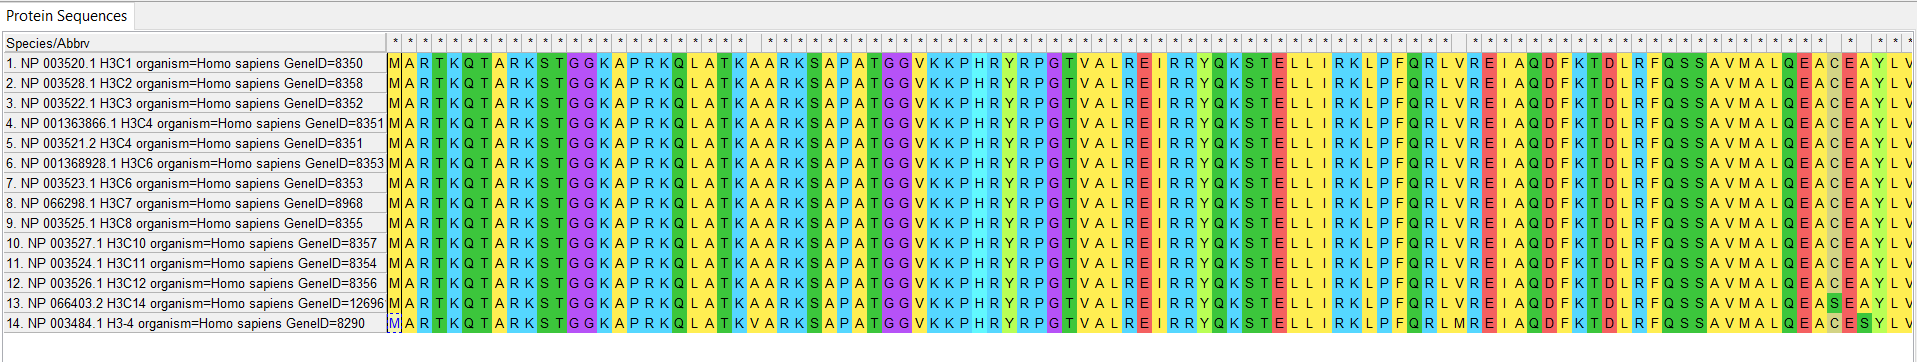 Protein Sequences
Species/Abbrv ************************ ********************************************** ************************ * ***
1. NP 003520.1 H3C1 organism=Homo sapiens GeneID=8350 MARTKQTARKSTGGKAPRKQLATKAARKSAPATGGVKKPHRYRPGTVALREIRRYQKSTELLIRKLPFQRLVREIAQDFKTDLRFQSSAVMALQEACEAYLV
2. NP 003528.1 H3C2 organism=Homo sapiens GeneID=8358 MARTKQTARKSTGGKAPRKQLATKAARKSAPATGGVKKPHRYRPGTVALREIRRYQKSTELLIRKLPFQRLVREIAQDFKTDLRFQSSAVMALQEACEAYLV
3. NP 003522.1 H3C3 organism=Homo sapiens GeneID=8352 MARTKQTARKSTGGKAPRKQLATKAARKSAPATGGVKKPHRYRPGTVALREIRRYQKSTELLIRKLPFQRLVREIAQDFKTDLRFQSSAVMALQEACEAYLV
4. NP 001363866.1 H3C4 organism=Homo sapiens GeneID=8351 MARTKQTARKSTGGKAPRKQLATKAARKSAPATGGVKKPHRYRPGTVALREIRRYQKSTELLIRKLPFQRLVREIAQDFKTDLRFQSSAVMALQEACEAYLV
5. NP 003521.2 H3C4 organism=Homo sapiens GeneID=8351 MARTKQTARKSTGGKAPRKQLATKAARKSAPATGGVKKPHRYRPGTVALREIRRYQKSTELLIRKLPFQRLVREIAQDFKTDLRFQSSAVMALQEACEAYLV
6. NP 001368928.1 H3C6 organism=Homo sapiens GeneID=8353 MARTKQTARKSTGGKAPRKQLATKAARKSAPATGGVKKPHRYRPGTVALREIRRYQKSTELLIRKLPFQRLVREIAQDFKTDLRFQSSAVMALQEACEAYLV
7. NP 003523.1 H3C6 organism=Homo sapiens GeneID=8353 MARTKQTARKSTGGKAPRKQLATKAARKSAPATGGVKKPHRYRPGTVALREIRRYQKSTELLIRKLPFQRLVREIAQDFKTDLRFQSSAVMALQEACEAYLV
8. NP 066298.1 H3C7 organism=Homo sapiens GeneID=8968 MARTKQTARKSTGGKAPRKQLATKAARKSAPATGGVKKPHRYRPGTVALREIRRYQKSTELLIRKLPFQRLVREIAQDFKTDLRFQSSAVMALQEACEAYLV
9. NP 003525.1 H3C8 organism=Homo sapiens GeneID=8355 MARTKQTARKSTGGKAPRKQLATKAARKSAPATGGVKKPHRYRPGTVALREIRRYQKSTELLIRKLPFQRLVREIAQDFKTDLRFQSSAVMALQEACEAYLV
10. NP 003527.1 H3C10 organism=Homo sapiens GeneID=8357 MARTKQTARKSTGGKAPRKQLATKAARKSAPATGGVKKPHRYRPGTVALREIRRYQKSTELLIRKLPFQRLVREIAQDFKTDLRFQSSAVMALQEACEAYLV
11. NP 003524.1 H3C11 organism=Homo sapiens GeneID=8354 MARTKQTARKSTGGKAPRKQLATKAARKSAPATGGVKKPHRYRPGTVALREIRRYQKSTELLIRKLPFQRLVREIAQDFKTDLRFQSSAVMALQEACEAYLV
12. NP 003526.1 H3C12 organism=Homo sapiens GeneID=8356 MARTKQTARKSTGGKAPRKQLATKAARKSAPATGGVKKPHRYRPGTVALREIRRYQKSTELLIRKLPFQRLVREIAQDFKTDLRFQSSAVMALQEACEAYLV
13. NP 066403.2 H3C14 organism=Homo sapiens GeneID=12696 MARTKQTARKSTGGKAPRKQLATKAARKSAPATGGVKKPHRYRPGTVALREIRRYQKSTELLIRKLPFQRLVREIAQDFKTDLRFQSSAVMALQEASEAYLV
14. NP 003484.1 H3-4 organism=Homo sapiens GeneID=8290 MARTKQTARKSTGGKAPRKQLATKVARKSAPATGGVKKPHRYRPGTVALREIRRYQKSTELLIRKLPFQRLMREIAQDFKTDLRFQSSAVMALQEACESYLV